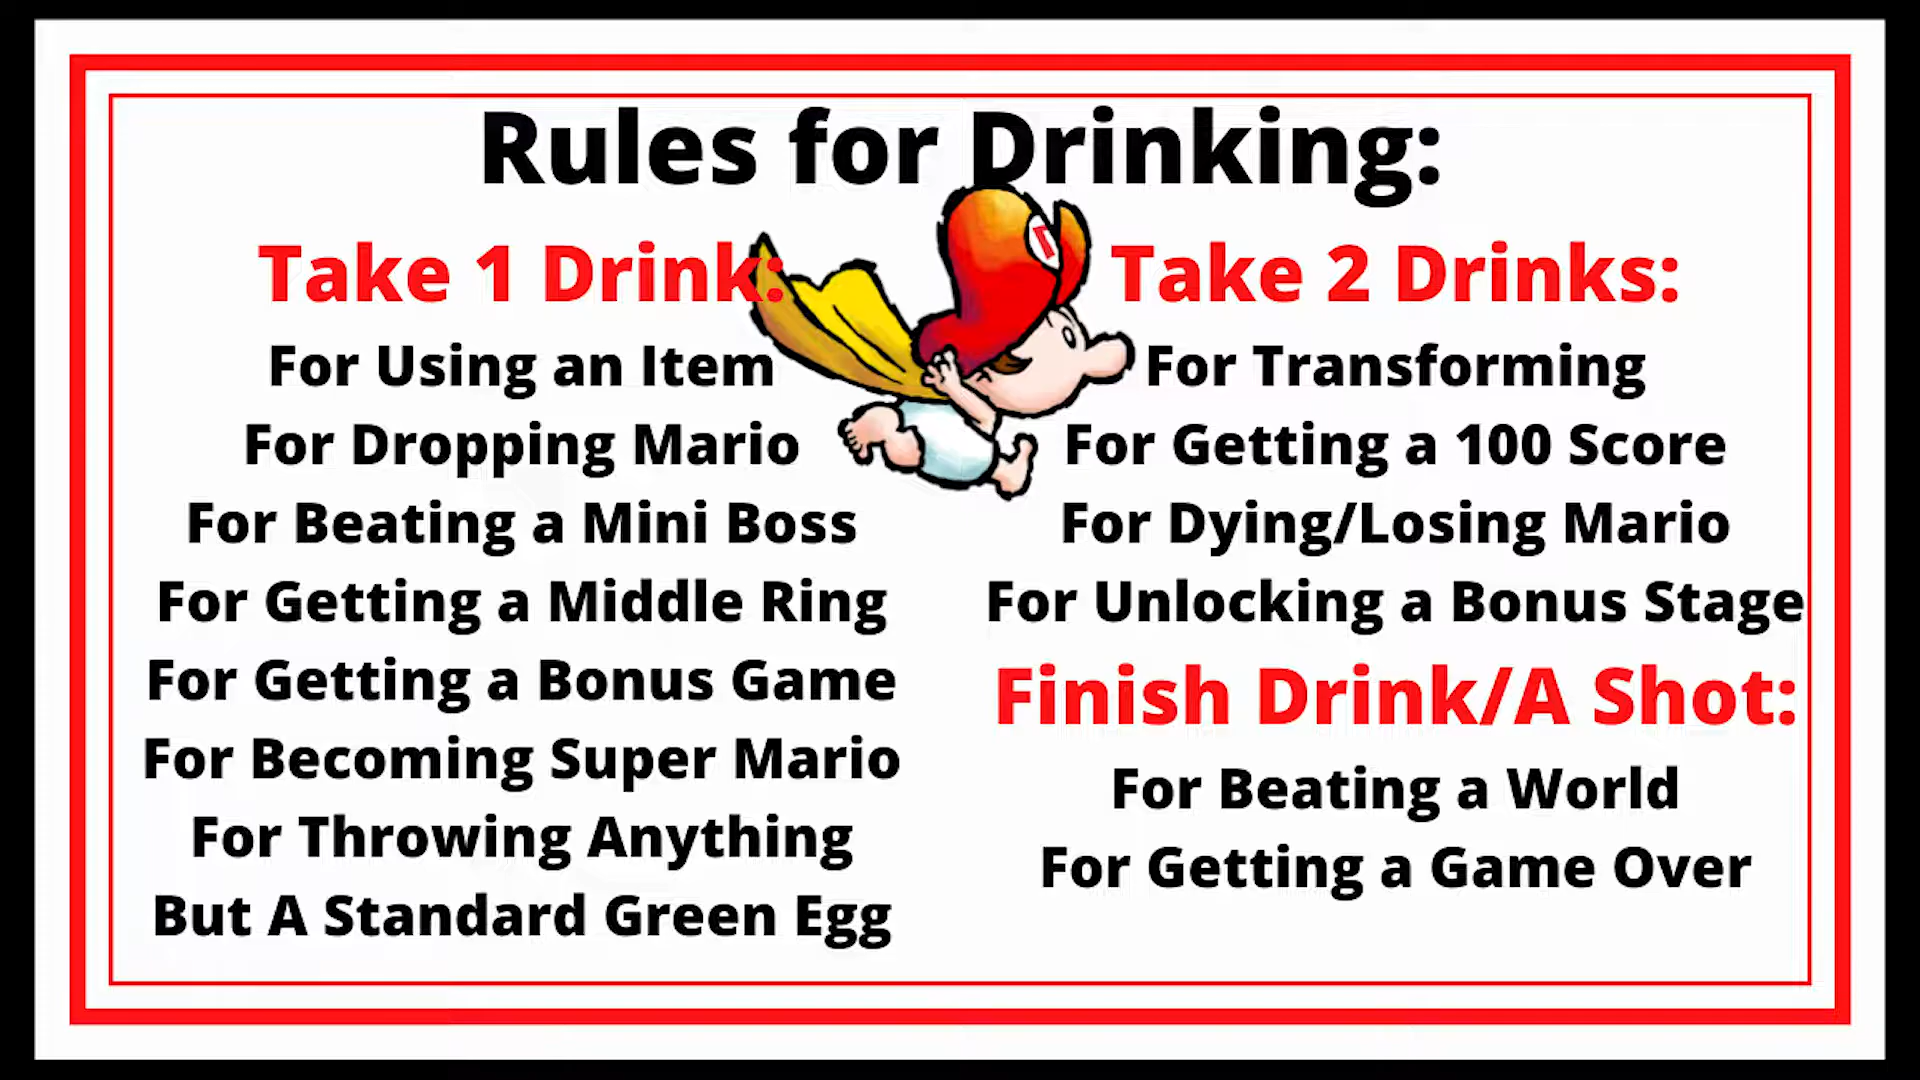 Rules for Drinking:
Take 1 Drink:
For Using an Item
For Dropping Mario
For Beating a Mini Boss
For Getting a Middle Ring
For Getting a Bonus Game
For Becoming Super Mario
For Throwing Anything
But A Standard Green Egg
Take 2 Drinks:
For Transforming
For Getting a 100 Score
For Dying/Losing Mario
For Unlocking a Bonus Stage
Finish Drink/A Shot:
For Beating a World
For Getting a Game Over